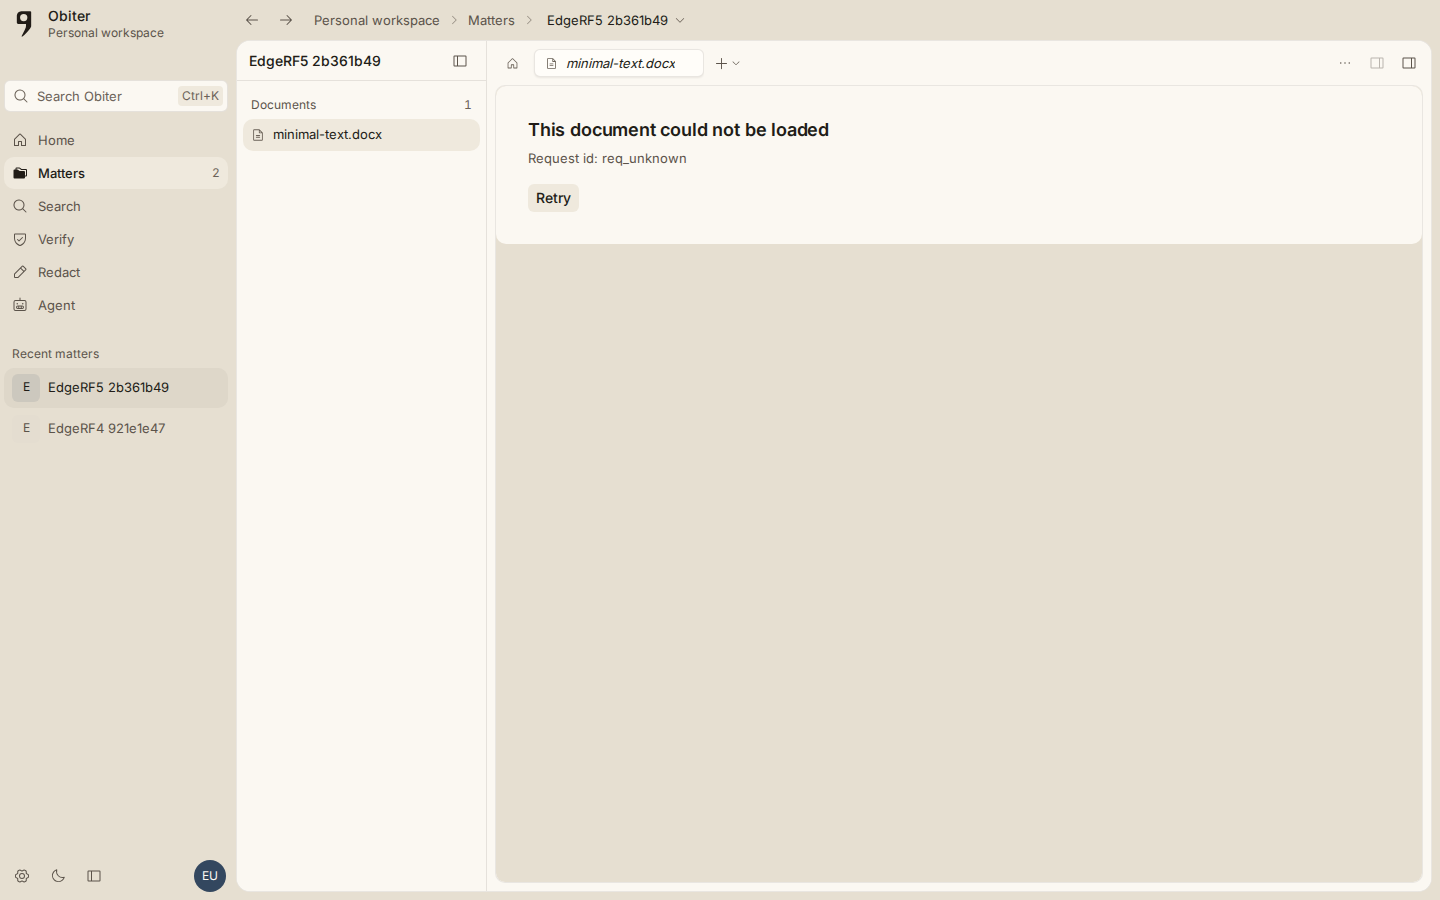 Obiter
Personal workspace
Search Obiter
Ctrl+K
Home
Matters
2
Search
Verify
Redact
Agent
Recent matters
E
EdgeRF5 2b361b49
E
EdgeRF4 921e1e47
EU
Personal workspace
Matters
EdgeRF5 2b361b49
EdgeRF5 2b361b49
Documents
1
minimal-text.docx
minimal-text.docx
This document could not be loaded
Request id: req_unknown
Retry